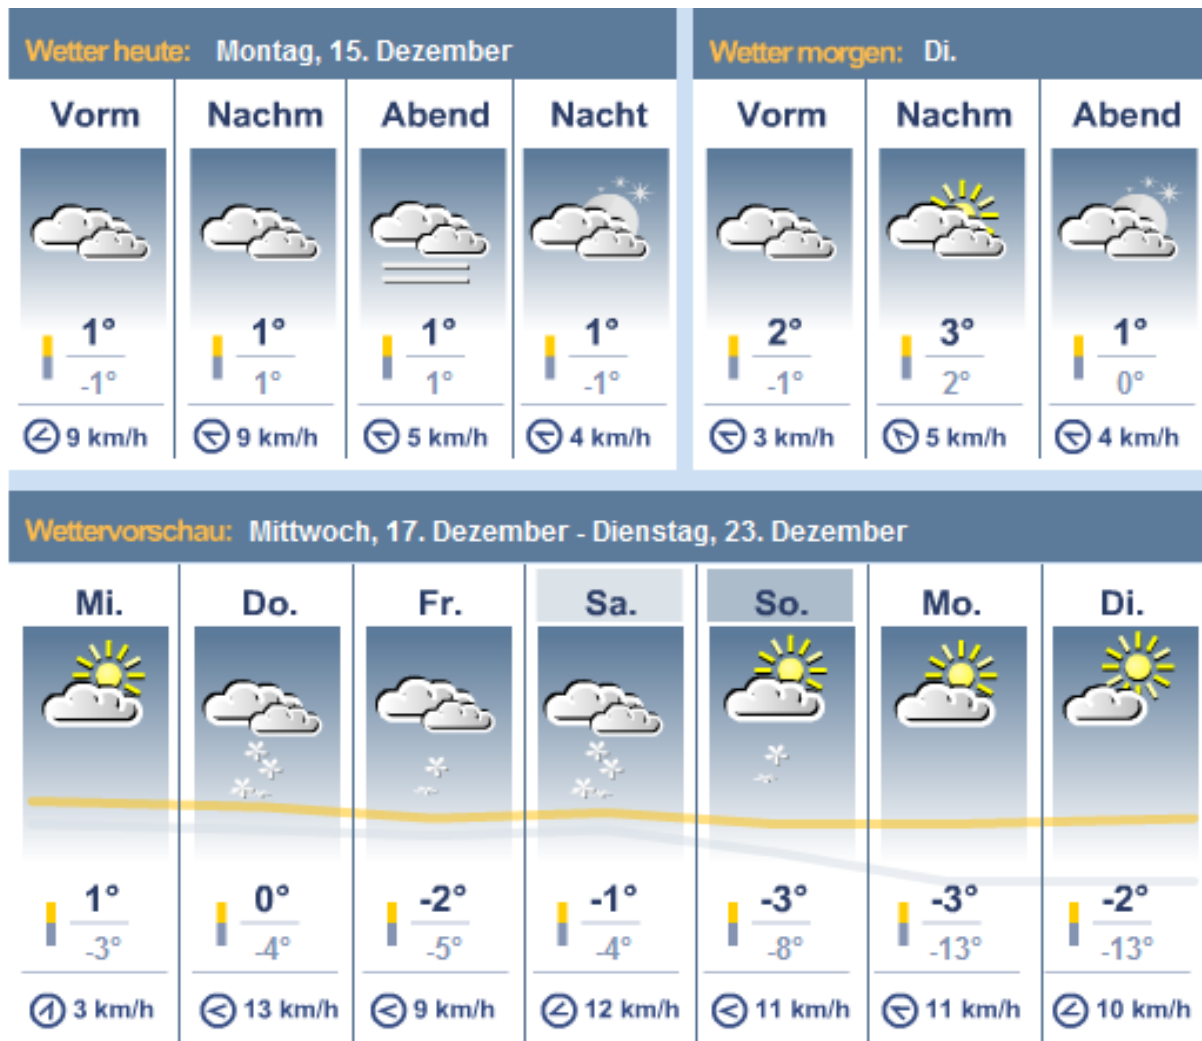 Wetter heute: Montag, 15. Dezember
Vorm Nachm Abend Nacht
1° 1° 1° 1°
-1° 1° 1° -1°
9 km/h 9 km/h 5 km/h 4 km/h
Wetter morgen: Di.
Vorm Nachm Abend
2° 3° 1°
-1° 2° 0°
3 km/h 5 km/h 4 km/h
Wettervorschau: Mittwoch, 17. Dezember - Dienstag, 23. Dezember
Mi. Do. Fr. Sa. So. Mo. Di.
1° 0° -2° -1° -3° -3° -2°
-3° -4° -5° -4° -8° -13° -13°
3 km/h 13 km/h 9 km/h 12 km/h 11 km/h 11 km/h 10 km/h